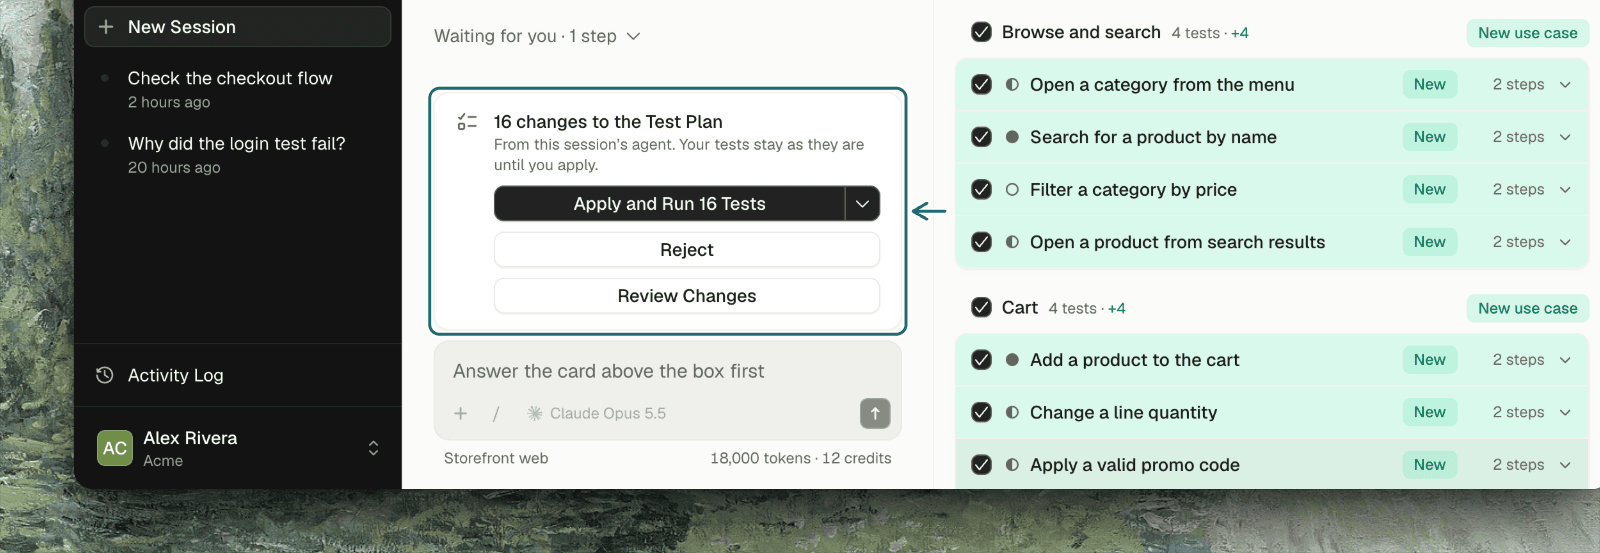 New Session
Check the checkout flow
2 hours ago
Why did the login test fail?
20 hours ago
Activity Log
AC
Alex Rivera
Acme
Waiting for you · 1 step
16 changes to the Test Plan
From this session's agent. Your tests stay as they are
until you apply.
Apply and Run 16 Tests
Reject
Review Changes
Answer the card above the box first
+ / Claude Opus 5.5
Storefront web 18,000 tokens · 12 credits
Browse and search 4 tests · +4 New use case
Open a category from the menu New 2 steps
Search for a product by name New 2 steps
Filter a category by price New 2 steps
Open a product from search results New 2 steps
Cart 4 tests · +4 New use case
Add a product to the cart New 2 steps
Change a line quantity New 2 steps
Apply a valid promo code New 2 steps